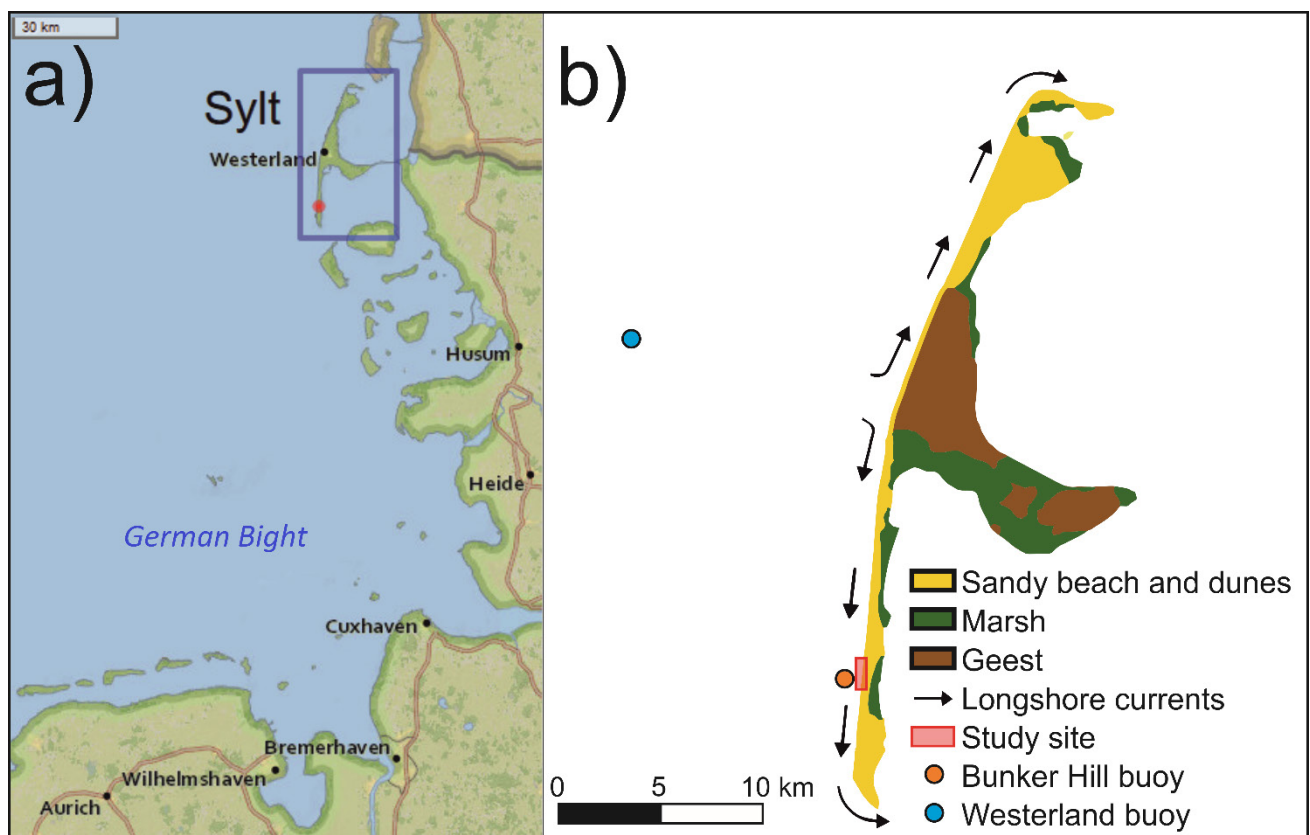 30 km
a)
Sylt
Westerland
Husum
Heide
German Bight
Cuxhaven
Bremerhaven
Wilhelmshaven
Aurich
b)
Sandy beach and dunes
Marsh
Geest
Longshore currents
Study site
Bunker Hill buoy
Westerland buoy
0 5 10 km